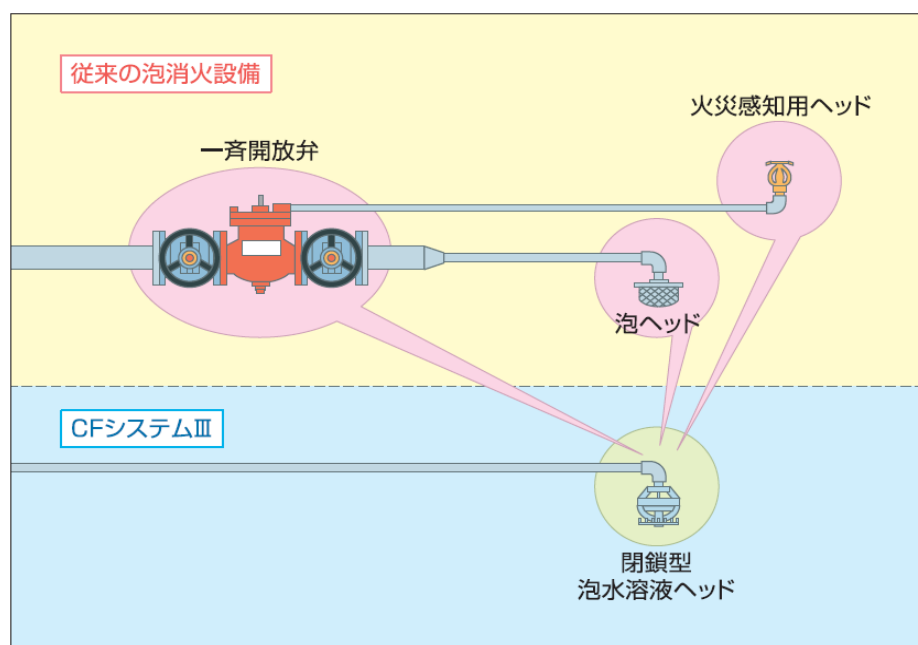 従来の泡消火設備
火災感知用ヘッド
一斉開放弁
泡ヘッド
CFシステムⅢ
閉鎖型
泡水溶液ヘッド